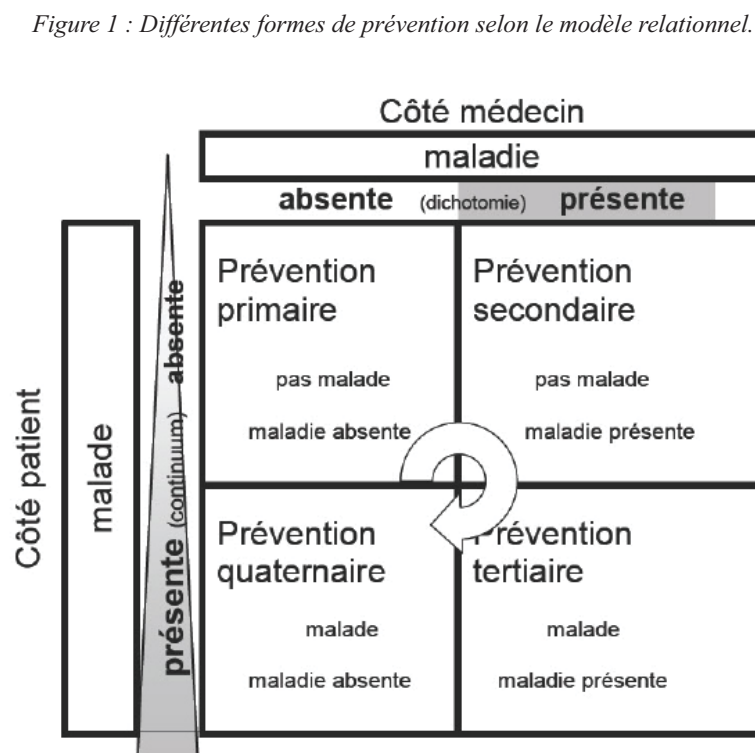 Figure 1 : Différentes formes de prévention selon le modèle relationnel.
Côté médecin
maladie
absente (dichotomie) présente
Côté patient
malade
présente (continuum) absente
Prévention
primaire
pas malade
maladie absente
Prévention
secondaire
pas malade
maladie présente
Prévention
quaternaire
malade
maladie absente
Prévention
tertiaire
malade
maladie présente